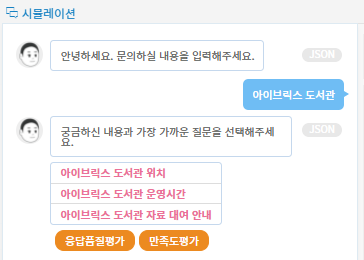 시뮬레이션
안녕하세요. 문의하실 내용을 입력해주세요.
JSON
아이브릭스 도서관
궁금하신 내용과 가장 가까운 질문을 선택해주세
요.
JSON
아이브릭스 도서관 위치
아이브릭스 도서관 운영시간
아이브릭스 도서관 자료 대여 안내
응답품질평가 만족도평가